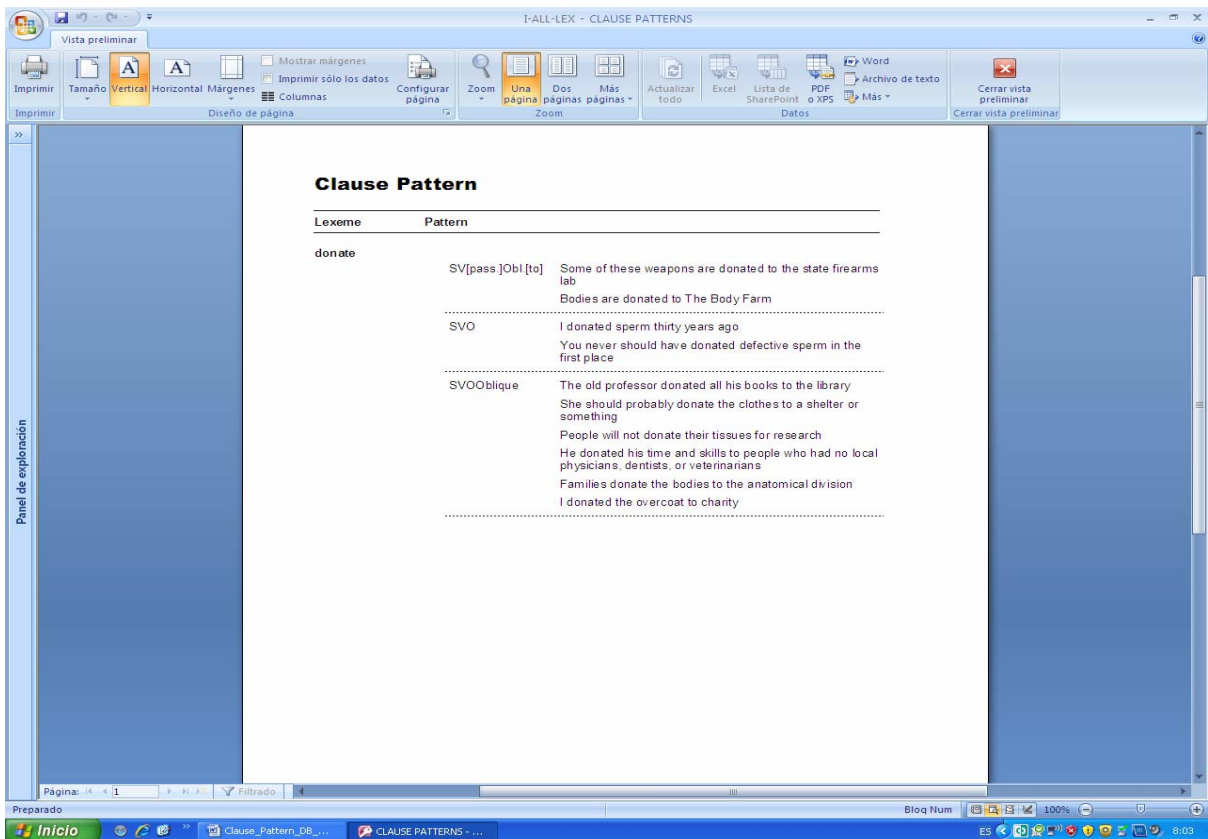 I-ALL-LEX - CLAUSE PATTERNS
Vista preliminar
Imprimir
Tamaño
Vertical
Horizontal
Márgenes
Mostrar márgenes
Imprimir sólo los datos
Columnas
Configurar página
Zoom
Una página
Dos páginas
Más páginas
Actualizar todo
Excel
Lista de SharePoint
PDF o XPS
Word
Archivo de texto
Más
Cerrar vista preliminar
Imprimir
Diseño de página
Zoom
Datos
Cerrar vista preliminar
»
Panel de exploración
Clause Pattern
Lexeme Pattern
donate
SV[pass.]Obl.[to] Some of these weapons are donated to the state firearms
lab
Bodies are donated to The Body Farm
SVO I donated sperm thirty years ago
You never should have donated defective sperm in the
first place
SVOOblique The old professor donated all his books to the library
She should probably donate the clothes to a shelter or
something
People will not donate their tissues for research
He donated his time and skills to people who had no local
physicians, dentists, or veterinarians
Families donate the bodies to the anatomical division
I donated the overcoat to charity
Página: 1 Filtrado
Preparado
Bloq Num 100%
Inicio
Clause_Pattern_DB_...
CLAUSE PATTERNS - ...
ES 8:03